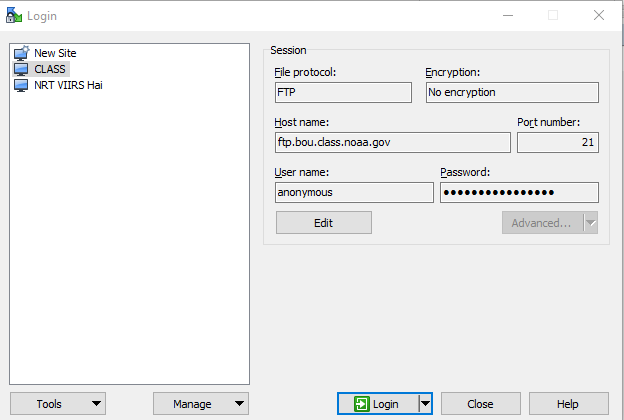 Login
New Site
CLASS
NRT VIIRS Hai
Session
File protocol:
Encryption:
FTP
No encryption
Host name:
Port number:
ftp.bou.class.noaa.gov
21
User name:
Password:
anonymous
●●●●●●●●●●●●●●●●
Edit
Advanced...
Tools
Manage
Login
Close
Help